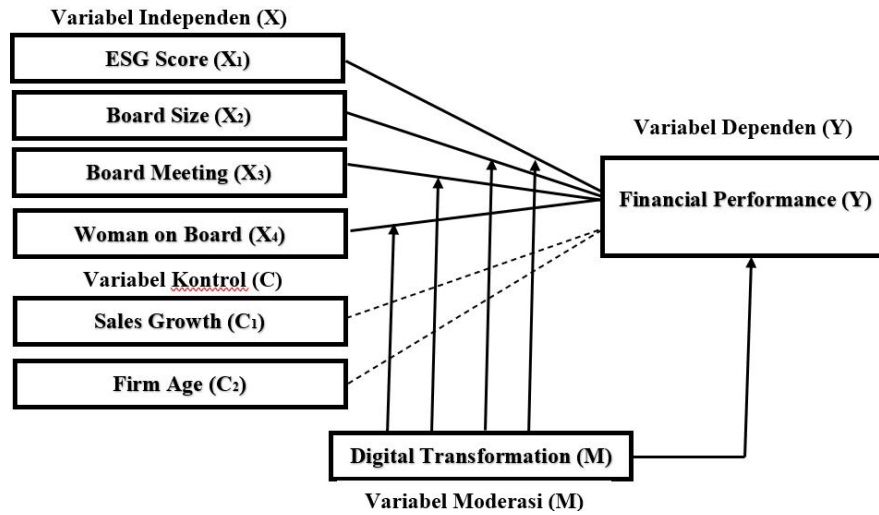 Variabel Independen (X)
ESG Score (X₁)
Board Size (X₂)
Board Meeting (X₃)
Woman on Board (X₄)
Variabel Kontrol (C)
Sales Growth (C₁)
Firm Age (C₂)
Variabel Dependen (Y)
Financial Performance (Y)
Digital Transformation (M)
Variabel Moderasi (M)